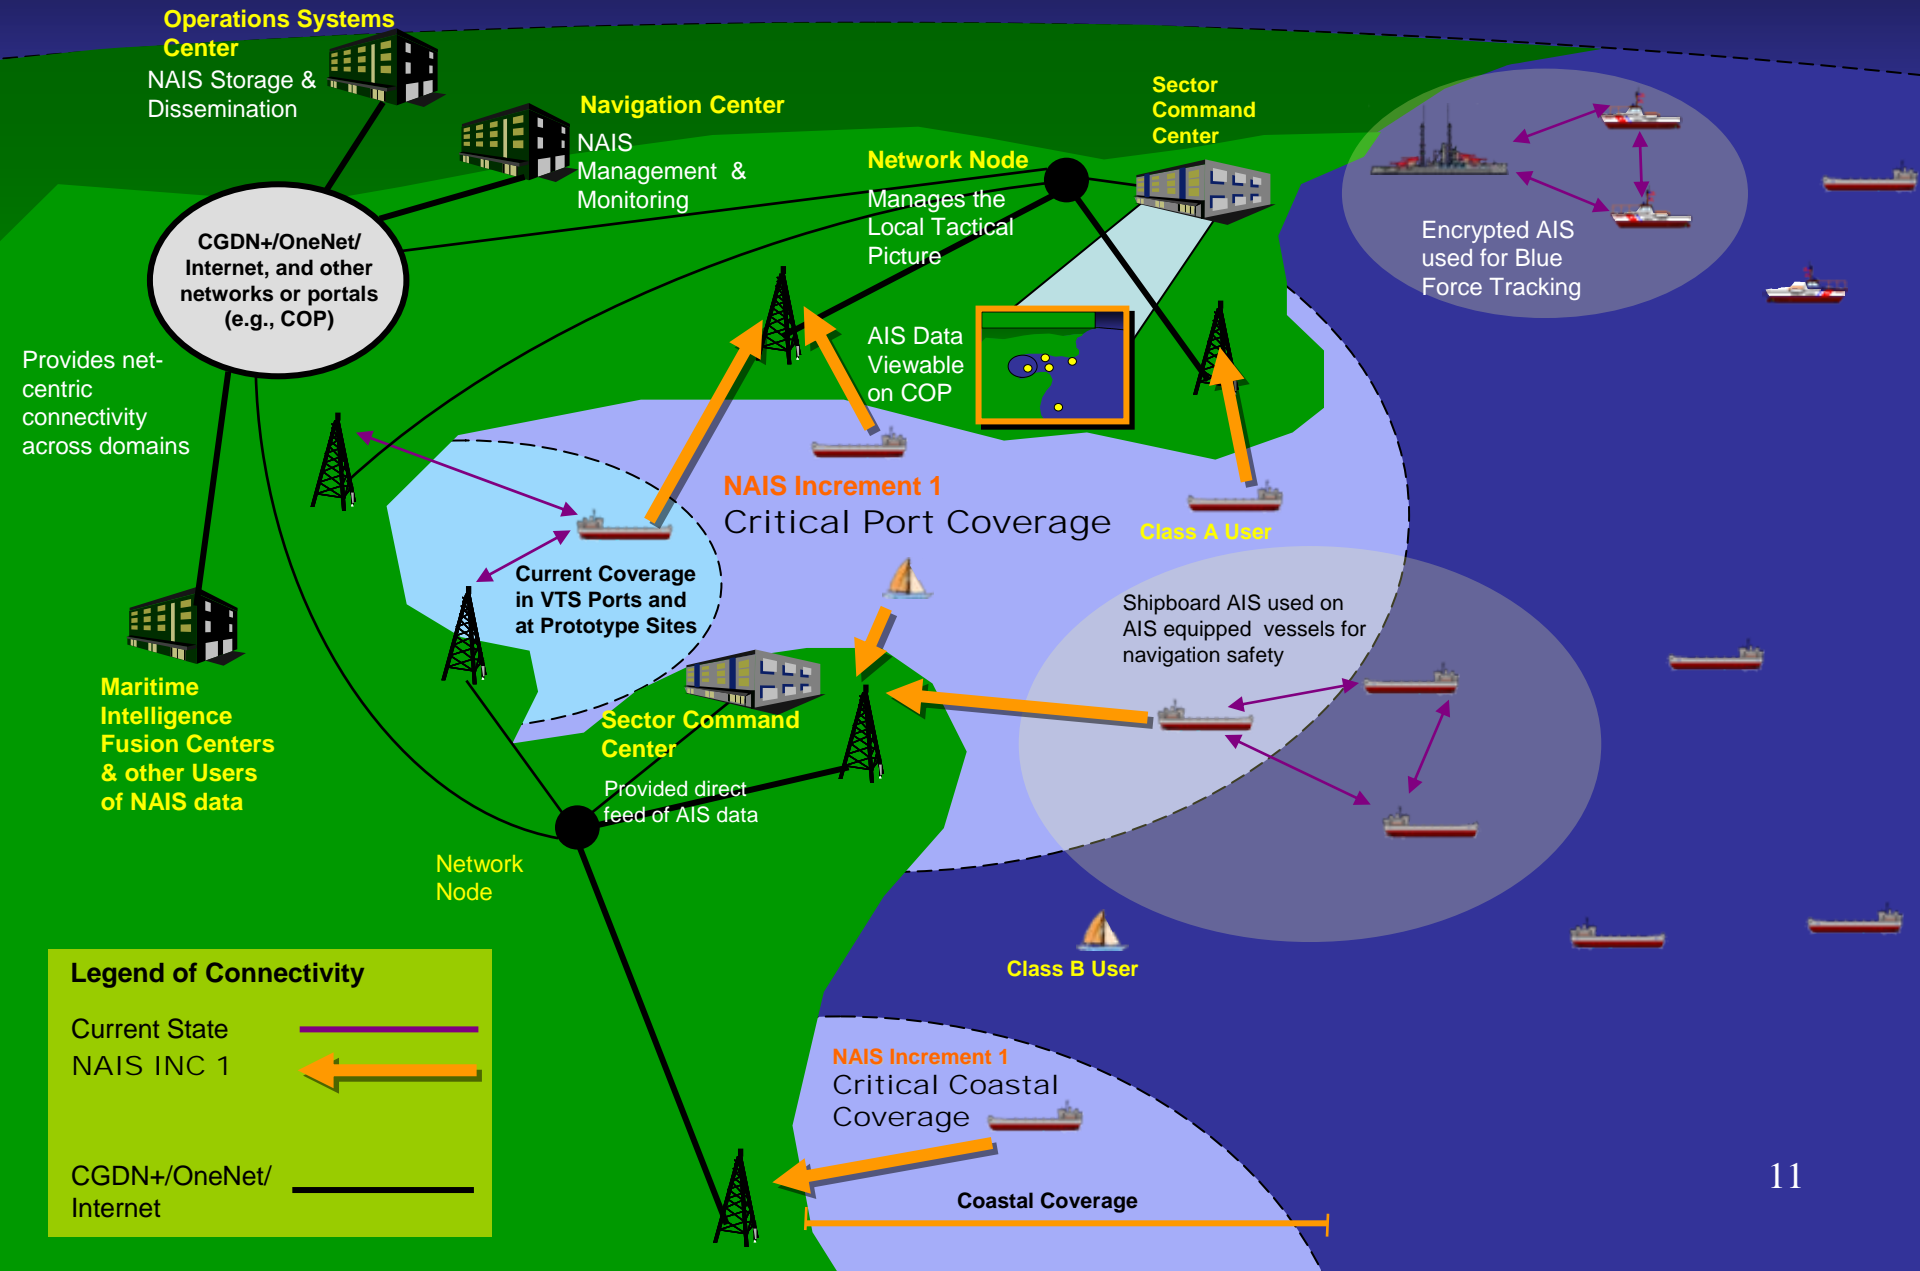 Operations Systems
Center
NAIS Storage &
Dissemination
Navigation Center
NAIS
Management &
Monitoring
Sector
Command
Center
Network Node
Manages the
Local Tactical
Picture
CGDN+/OneNet/
Internet, and other
networks or portals
(e.g., COP)
Encrypted AIS
used for Blue
Force Tracking
Provides net-
centric
connectivity
across domains
AIS Data
Viewable
on COP
NAIS Increment 1
Critical Port Coverage
Class A User
Current Coverage
in VTS Ports and
at Prototype Sites
Shipboard AIS used on
AIS equipped vessels for
navigation safety
Maritime
Intelligence
Fusion Centers
& other Users
of NAIS data
Sector Command
Center
Provided direct
feed of AIS data
Network
Node
Class B User
Legend of Connectivity
Current State
NAIS INC 1
CGDN+/OneNet/
Internet
NAIS Increment 1
Critical Coastal
Coverage
Coastal Coverage
11